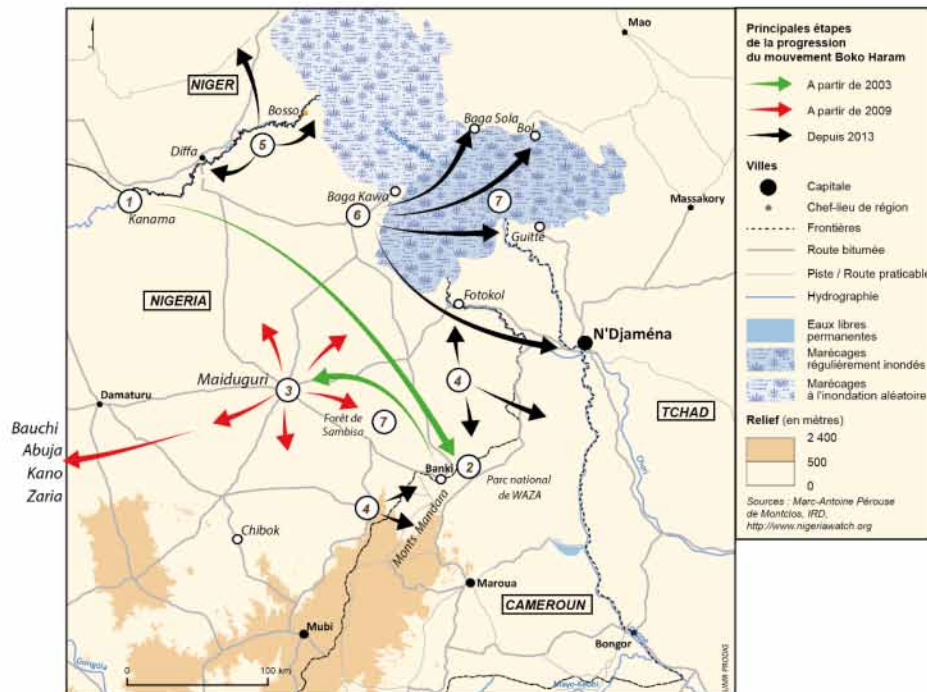 Mao
NIGER
Bosso
Baga Sola
Bol
5
Diffa
1
Kanama
Baga Kawa
6
7
Massakory
Guitté
NIGERIA
Fotokol
N'Djaména
Maiduguri
3
4
Damaturu
Forêt de
Sambisa
7
TCHAD
Bauchi
Abuja
Kano
Zaria
Banki
2
Parc national
de WAZA
Chari
4
Monts Mandara
Chibok
Maroua
CAMEROUN
Mubi
Bongor
Gongola
0
100 km
Mayo-Kebbi
Principales étapes
de la progression
du mouvement Boko Haram
A partir de 2003
A partir de 2009
Depuis 2013
Villes
Capitale
Chef-lieu de région
Frontières
Route bitumée
Piste / Route praticable
Hydrographie
Eaux libres
permanentes
Marécages
régulièrement inondés
Marécages
à l'inondation aléatoire
Relief (en mètres)
2 400
500
0
Sources : Marc-Antoine Pérouse
de Montclos, IRD,
http://www.nigeriawatch.org